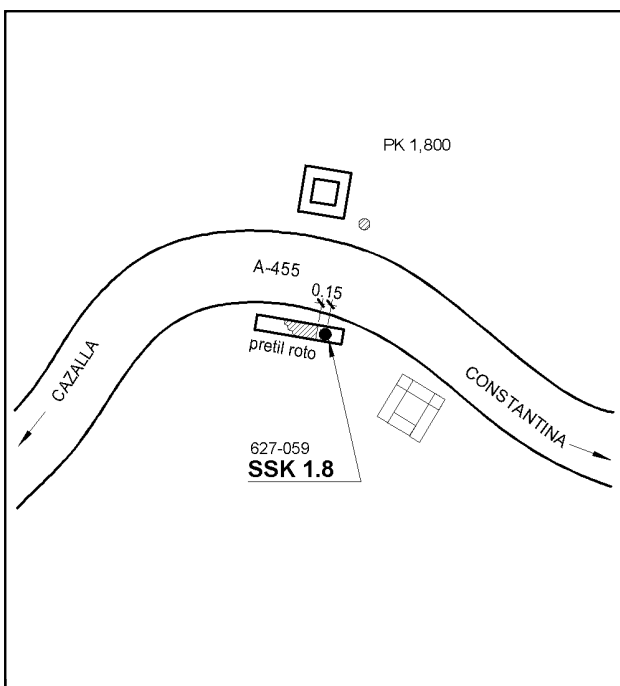 PK 1,800
A-455
0.15
pretil roto
CAZALLA
CONSTANTINA
627-059
SSK 1.8